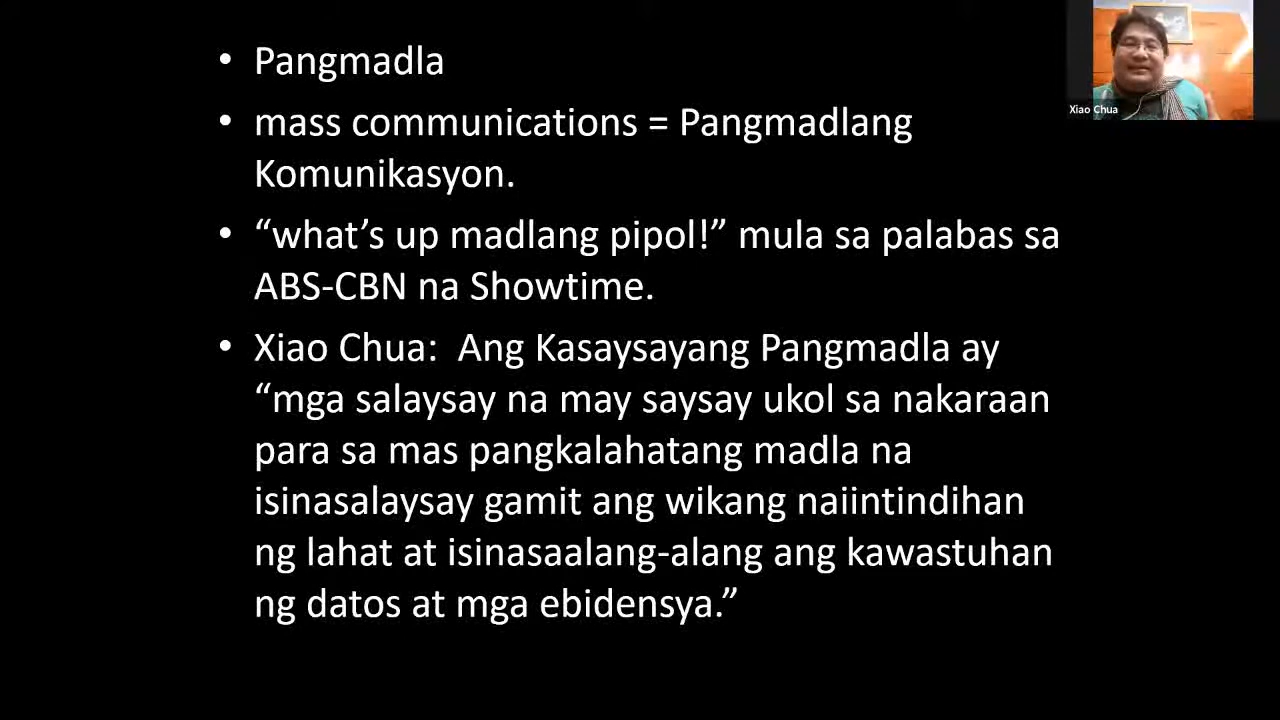 • Pangmadla
• mass communications = Pangmadlang
Komunikasyon.
• “what’s up madlang pipol!” mula sa palabas sa
ABS-CBN na Showtime.
• Xiao Chua:  Ang Kasaysayang Pangmadla ay
“mga salaysay na may saysay ukol sa nakaraan
para sa mas pangkalahatang madla na
isinasalaysay gamit ang wikang naiintindihan
ng lahat at isinasaalang-alang ang kawastuhan
ng datos at mga ebidensya.”
Xiao Chua